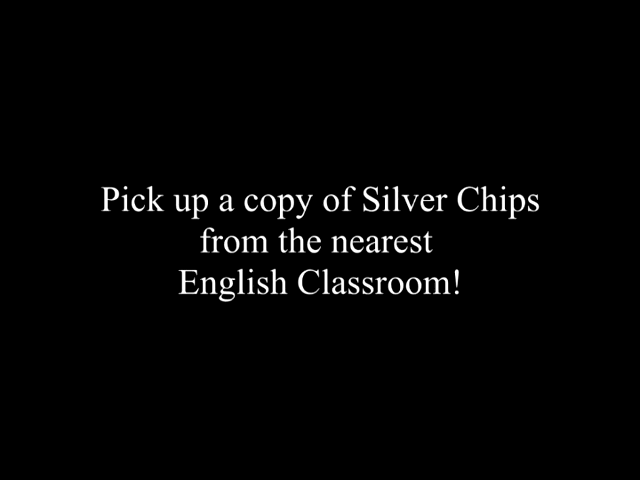 Pick up a copy of Silver Chips
from the nearest
English Classroom!